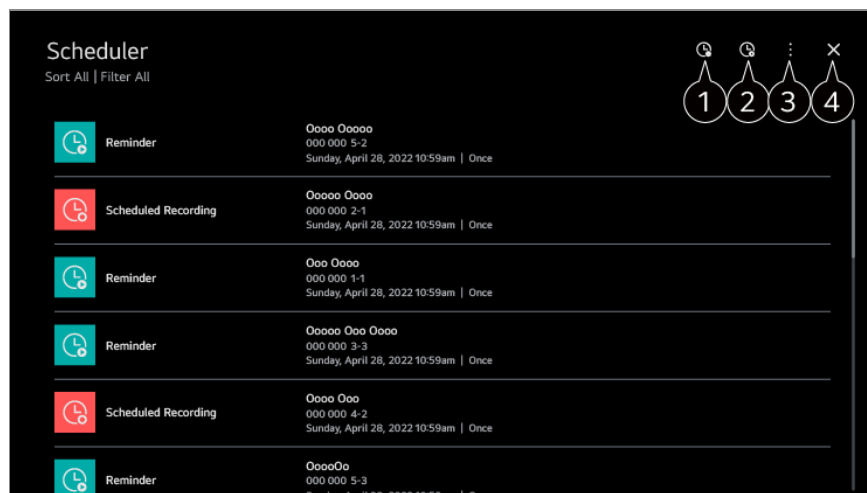 Scheduler
Sort All | Filter All
1 2 3 4
Reminder
Oooo Ooooo
000 000 5-2
Sunday, April 28, 2022 10:59am | Once
Scheduled Recording
Ooooo Oooo
000 000 2-1
Sunday, April 28, 2022 10:59am | Once
Reminder
Ooo Oooo
000 000 1-1
Sunday, April 28, 2022 10:59am | Once
Reminder
Ooooo Ooo Oooo
000 000 3-3
Sunday, April 28, 2022 10:59am | Once
Scheduled Recording
Oooo Ooo
000 000 4-2
Sunday, April 28, 2022 10:59am | Once
Reminder
OoooOo
000 000 5-3